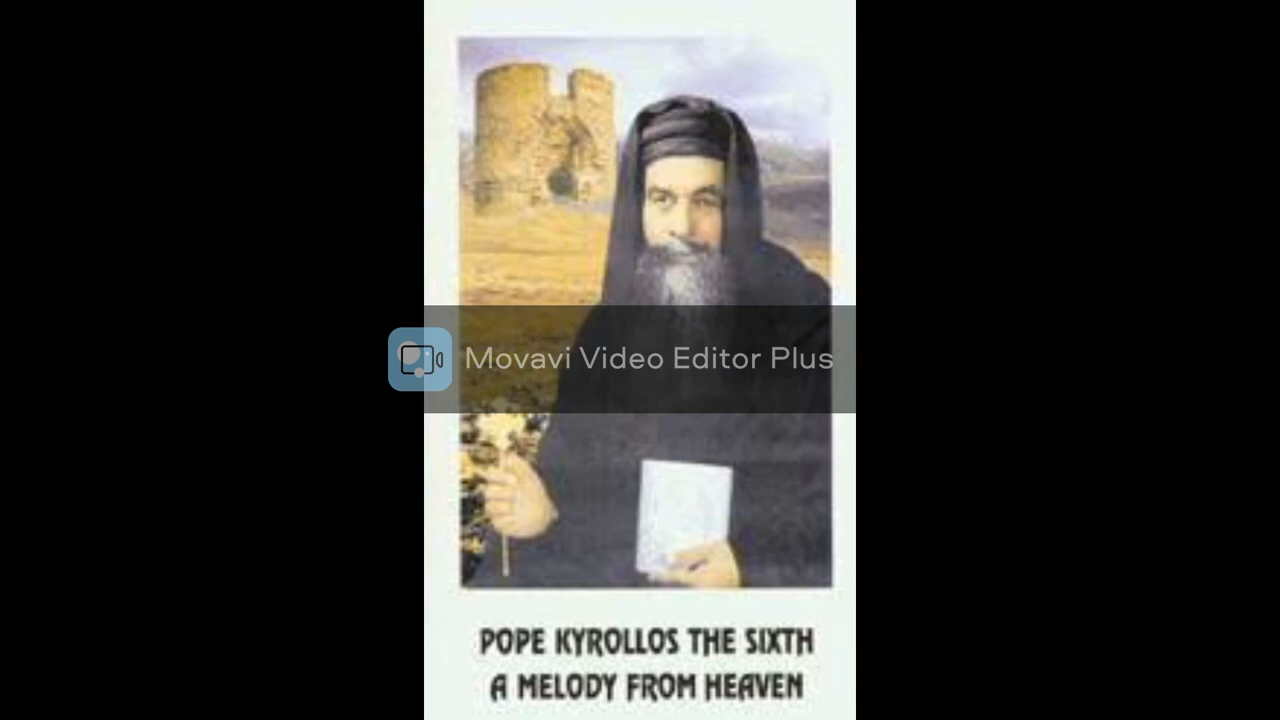 Movavi Video Editor Plus
POPE KYROLLOS THE SIXTH
A MELODY FROM HEAVEN